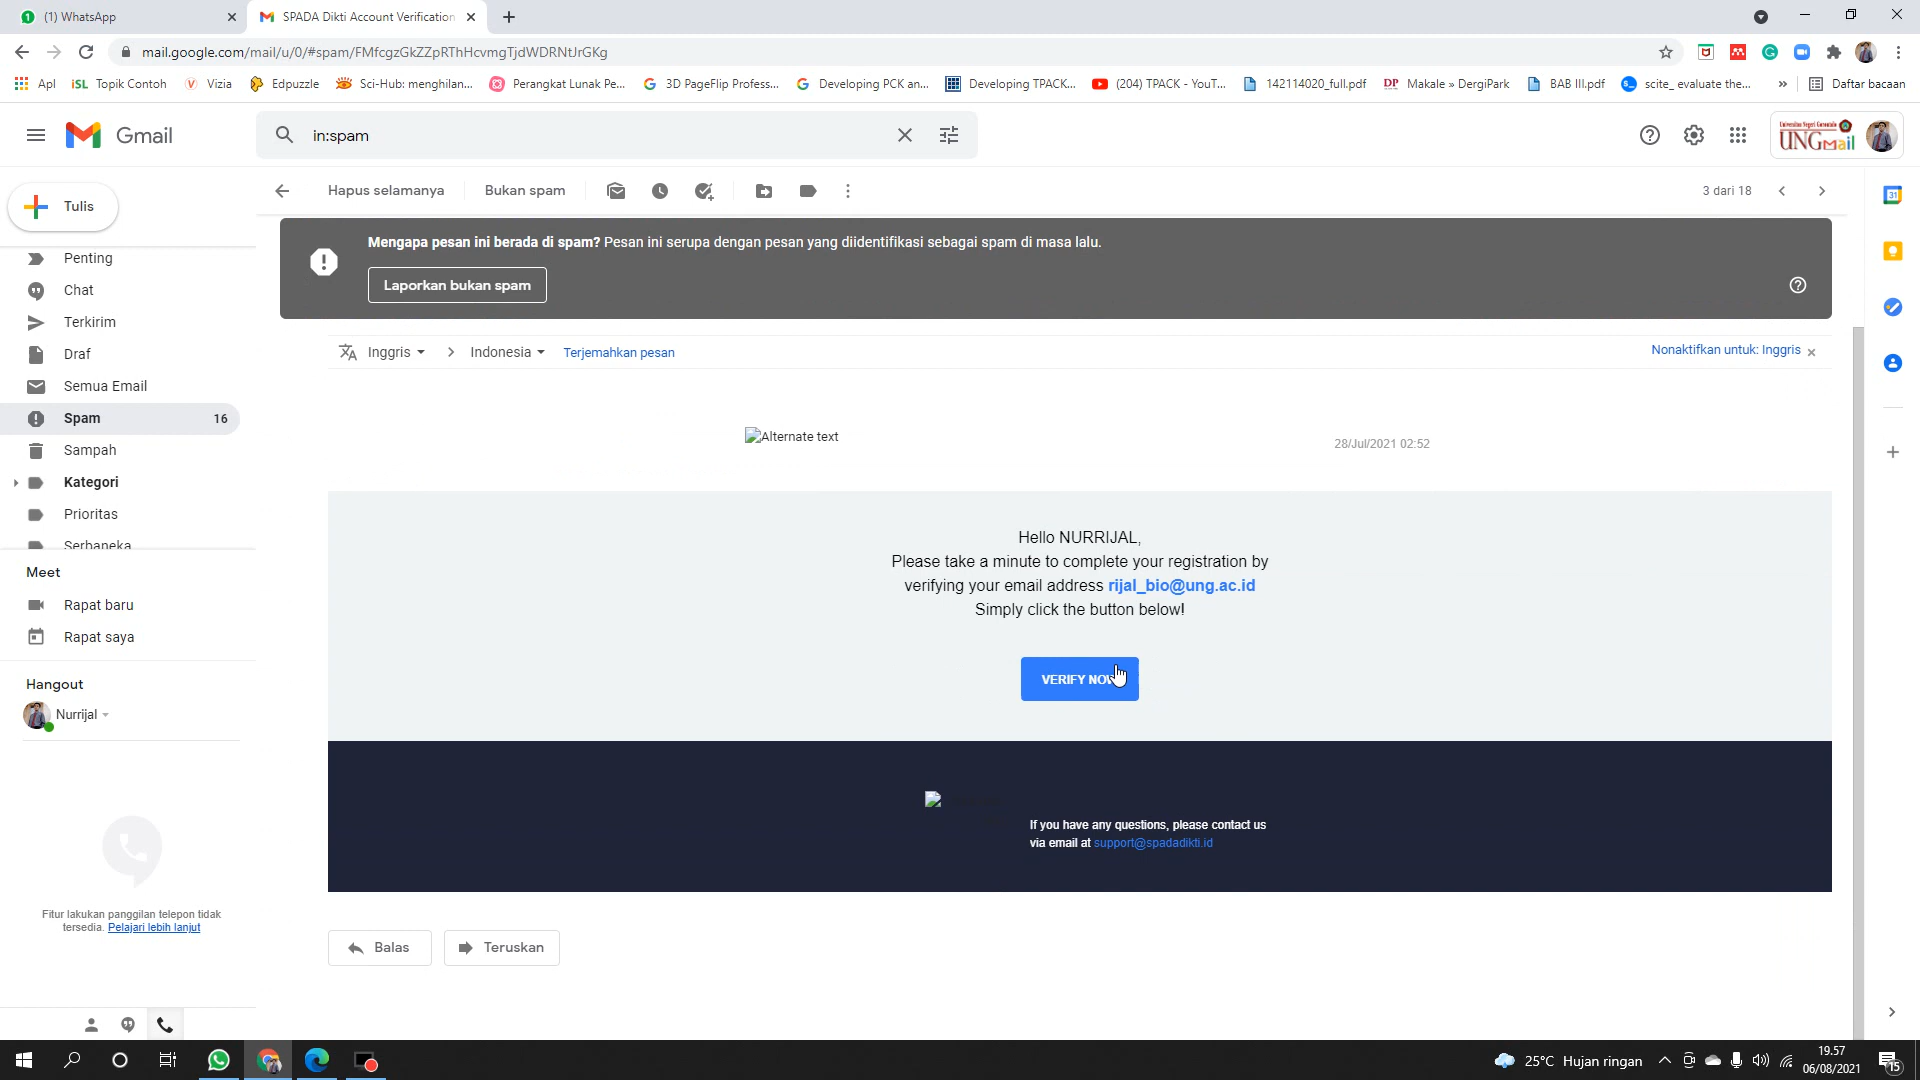 (1) WhatsApp
SPADA Dikti Account Verification
mail.google.com/mail/u/0/#spam/FMfcgzGkZZpRThHcvmgTjdWDRNtJrGKg
Apl
iSL Topik Contoh
Vizia
Edpuzzle
Sci-Hub: menghilan...
Perangkat Lunak Pe...
3D PageFlip Profess...
Developing PCK an...
Developing TPACK...
(204) TPACK - YouT...
142114020_full.pdf
DP Makale » DergiPark
BAB III.pdf
scite_ evaluate the...
»
Daftar bacaan
Gmail
in:spam
Universitas Negeri Gorontalo
UNGmail
Tulis
Hapus selamanya
Bukan spam
3 dari 18
Mengapa pesan ini berada di spam? Pesan ini serupa dengan pesan yang diidentifikasi sebagai spam di masa lalu.
Laporkan bukan spam
Penting
Chat
Terkirim
Draf
Semua Email
Spam 16
Sampah
Kategori
Prioritas
Serbaneka
Meet
Rapat baru
Rapat saya
Hangout
Nurrijal
Fitur lakukan panggilan telepon tidak
tersedia. Pelajari lebih lanjut
Inggris > Indonesia Terjemahkan pesan
Nonaktifkan untuk: Inggris
Alternate text
28/Jul/2021 02:52
Hello NURRIJAL,
Please take a minute to complete your registration by
verifying your email address rijal_bio@ung.ac.id
Simply click the button below!
VERIFY NOW
If you have any questions, please contact us
via email at support@spadadikti.id
Balas
Teruskan
25°C Hujan ringan
19.57
06/08/2021
15